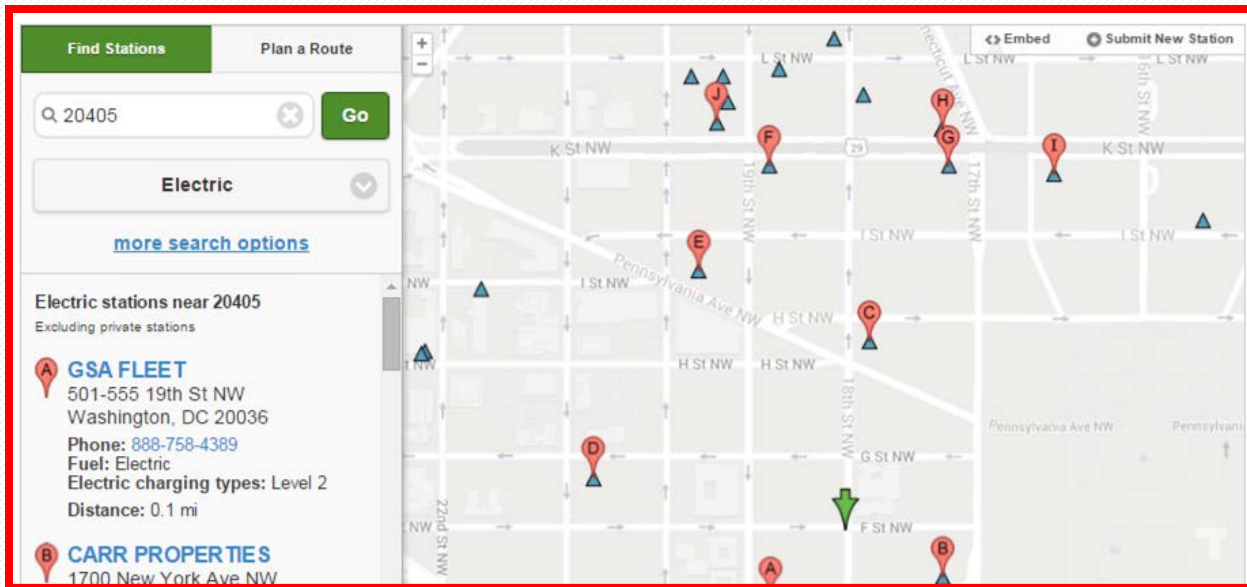 Find Stations
Plan a Route
20405
Go
Electric
more search options
Electric stations near 20405
Excluding private stations
A
GSA FLEET
501-555 19th St NW
Washington, DC 20036
Phone: 888-758-4389
Fuel: Electric
Electric charging types: Level 2
Distance: 0.1 mi
B
CARR PROPERTIES
1700 New York Ave NW
+
−
Embed
Submit New Station
L St NW
L St NW
L St NW
16th St NW
J
H
F
G
I
K St NW
29
K St NW
19th St NW
17th St NW
E
I St NW
I St NW
NW
I St NW
Pennsylvania Ave NW
C
H St NW
H St NW
H St NW
18th St NW
Pennsylvania Ave NW
D
G St NW
22nd St NW
NW
F St NW
A
B